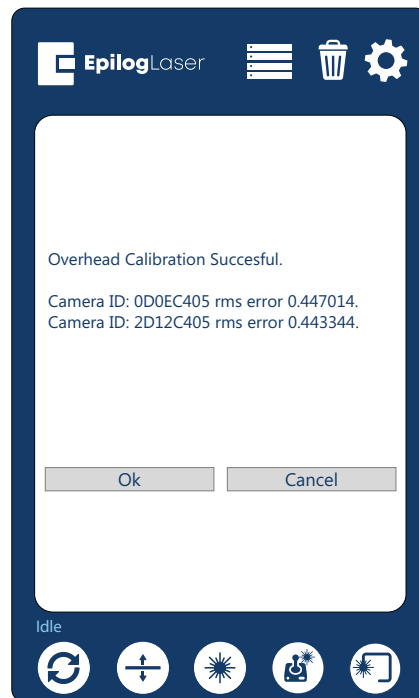 EpilogLaser
Overhead Calibration Succesful.
Camera ID: 0D0EC405 rms error 0.447014.
Camera ID: 2D12C405 rms error 0.443344.
Ok Cancel
Idle